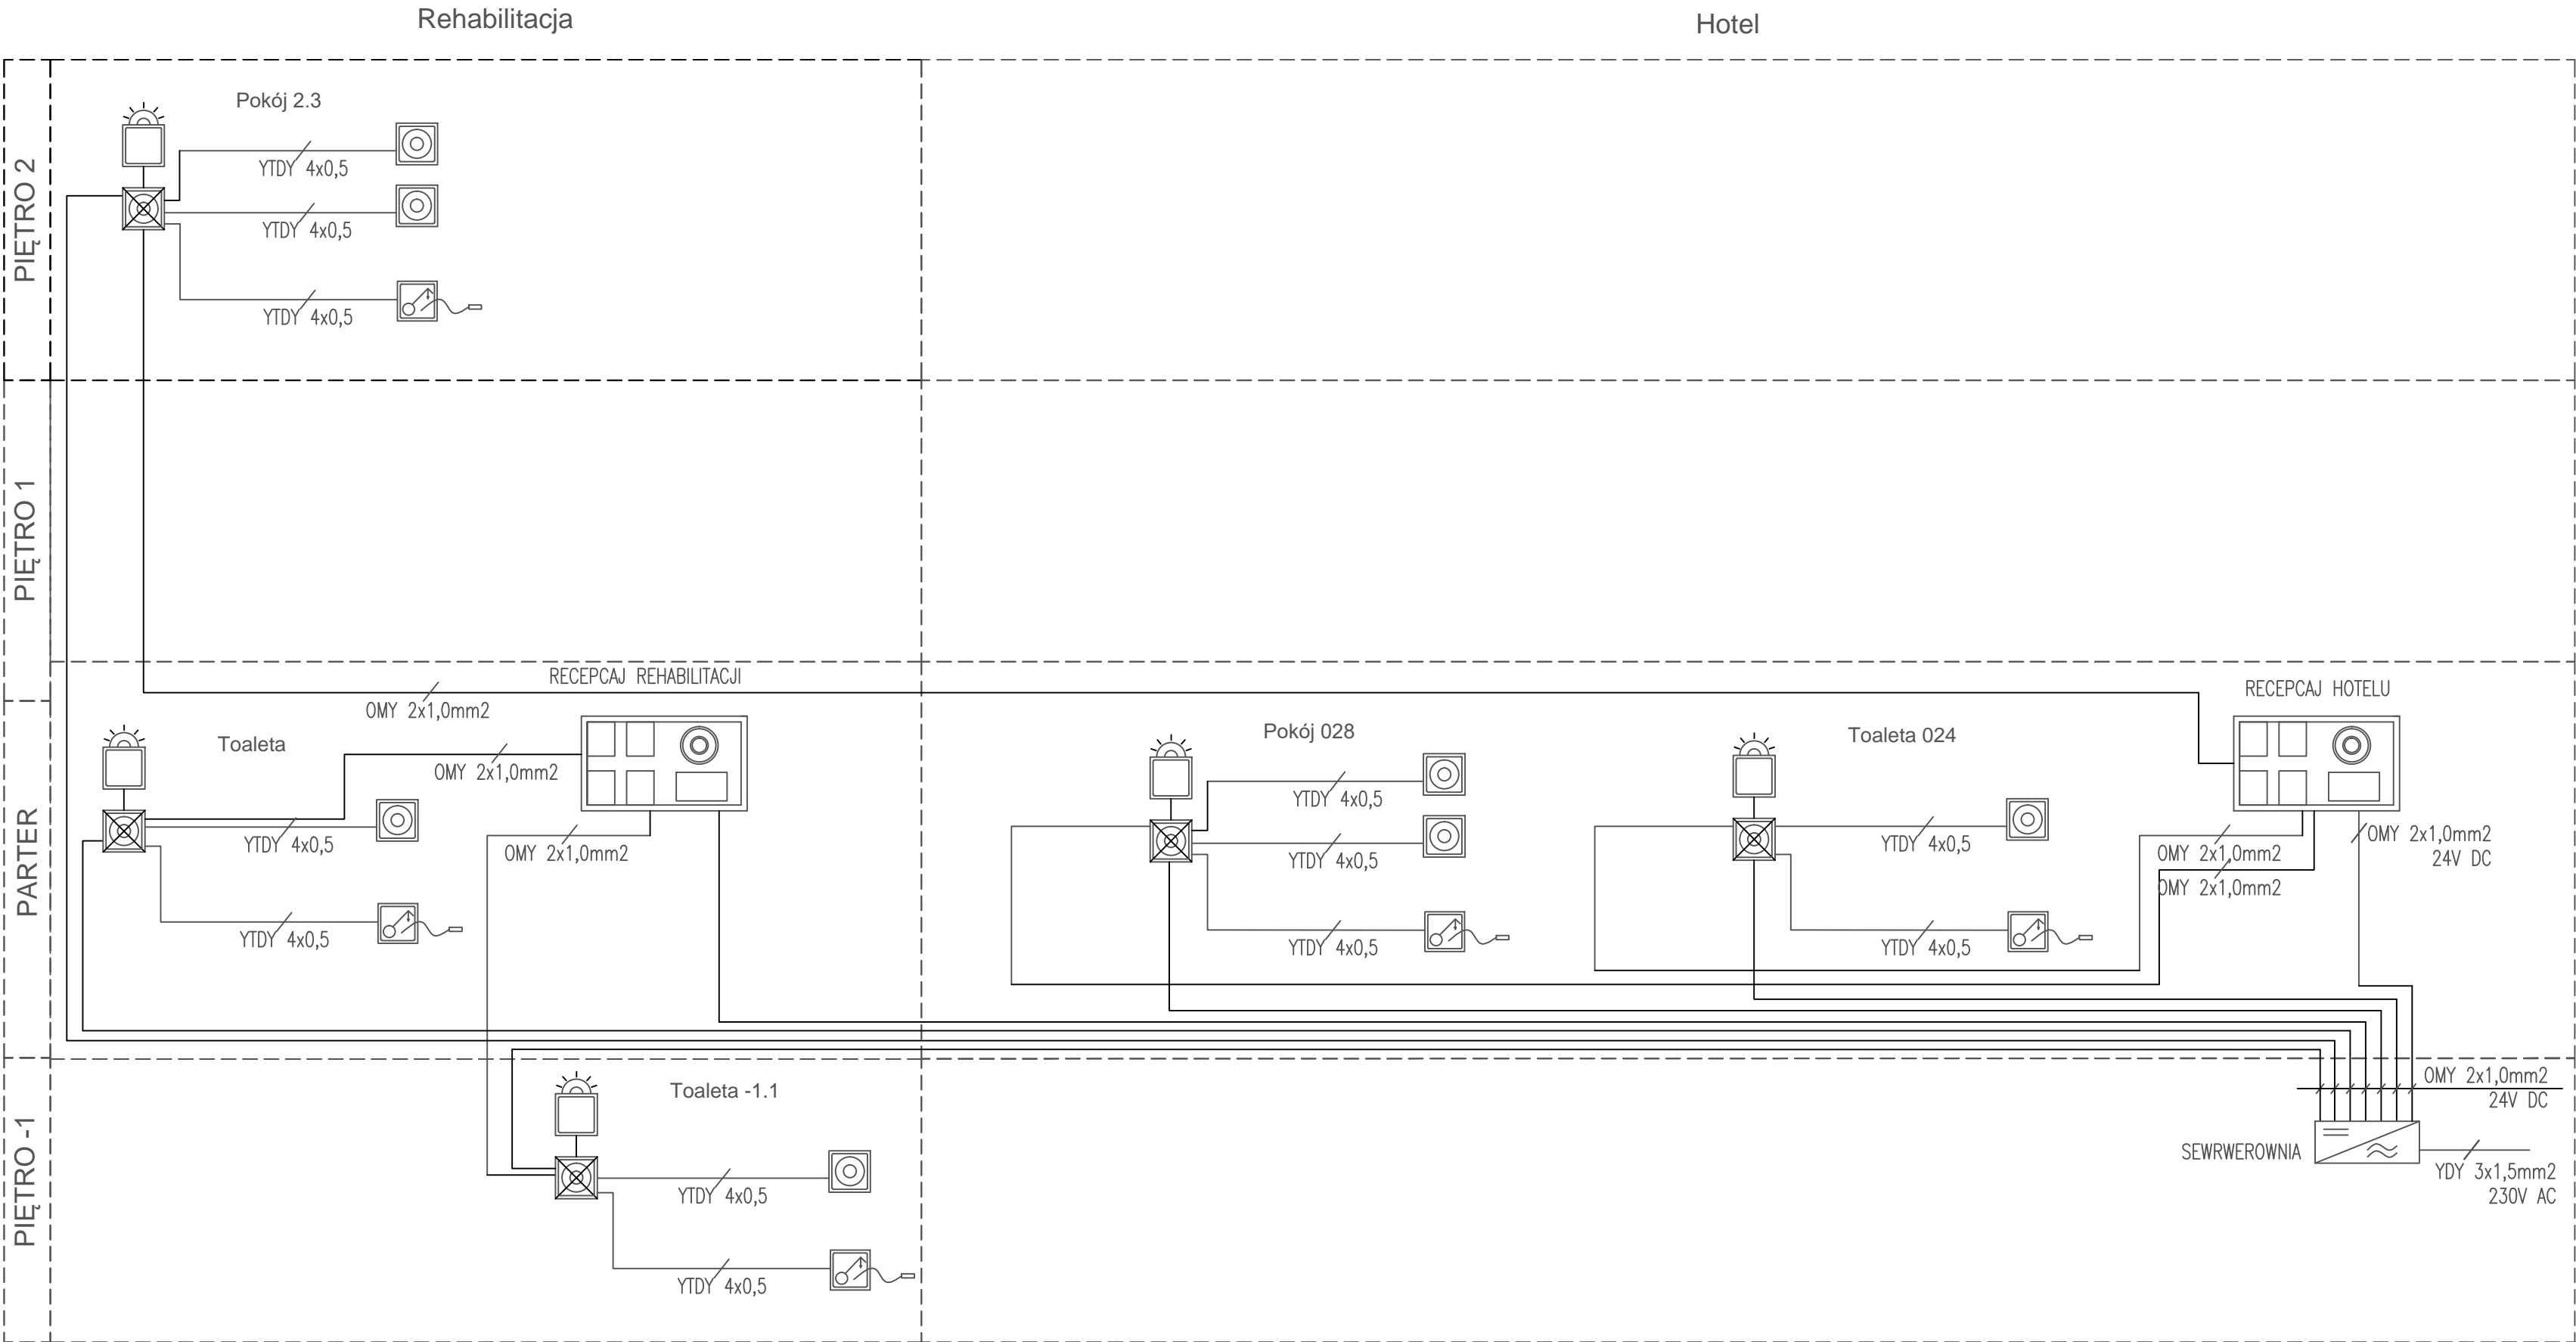 Rehabilitacja
Hotel
PIĘTRO 2
Pokój 2.3
YTDY 4x0,5
YTDY 4x0,5
YTDY 4x0,5
PIĘTRO 1
PARTER
RECEPCAJ REHABILITACJI
OMY 2x1,0mm2
Toaleta
OMY 2x1,0mm2
YTDY 4x0,5
OMY 2x1,0mm2
YTDY 4x0,5
Pokój 028
YTDY 4x0,5
YTDY 4x0,5
YTDY 4x0,5
Toaleta 024
YTDY 4x0,5
YTDY 4x0,5
RECEPCAJ HOTELU
OMY 2x1,0mm2
24V DC
OMY 2x1,0mm2
OMY 2x1,0mm2
PIĘTRO -1
Toaleta -1.1
YTDY 4x0,5
YTDY 4x0,5
OMY 2x1,0mm2
24V DC
SEWRWEROWNIA
YDY 3x1,5mm2
230V AC